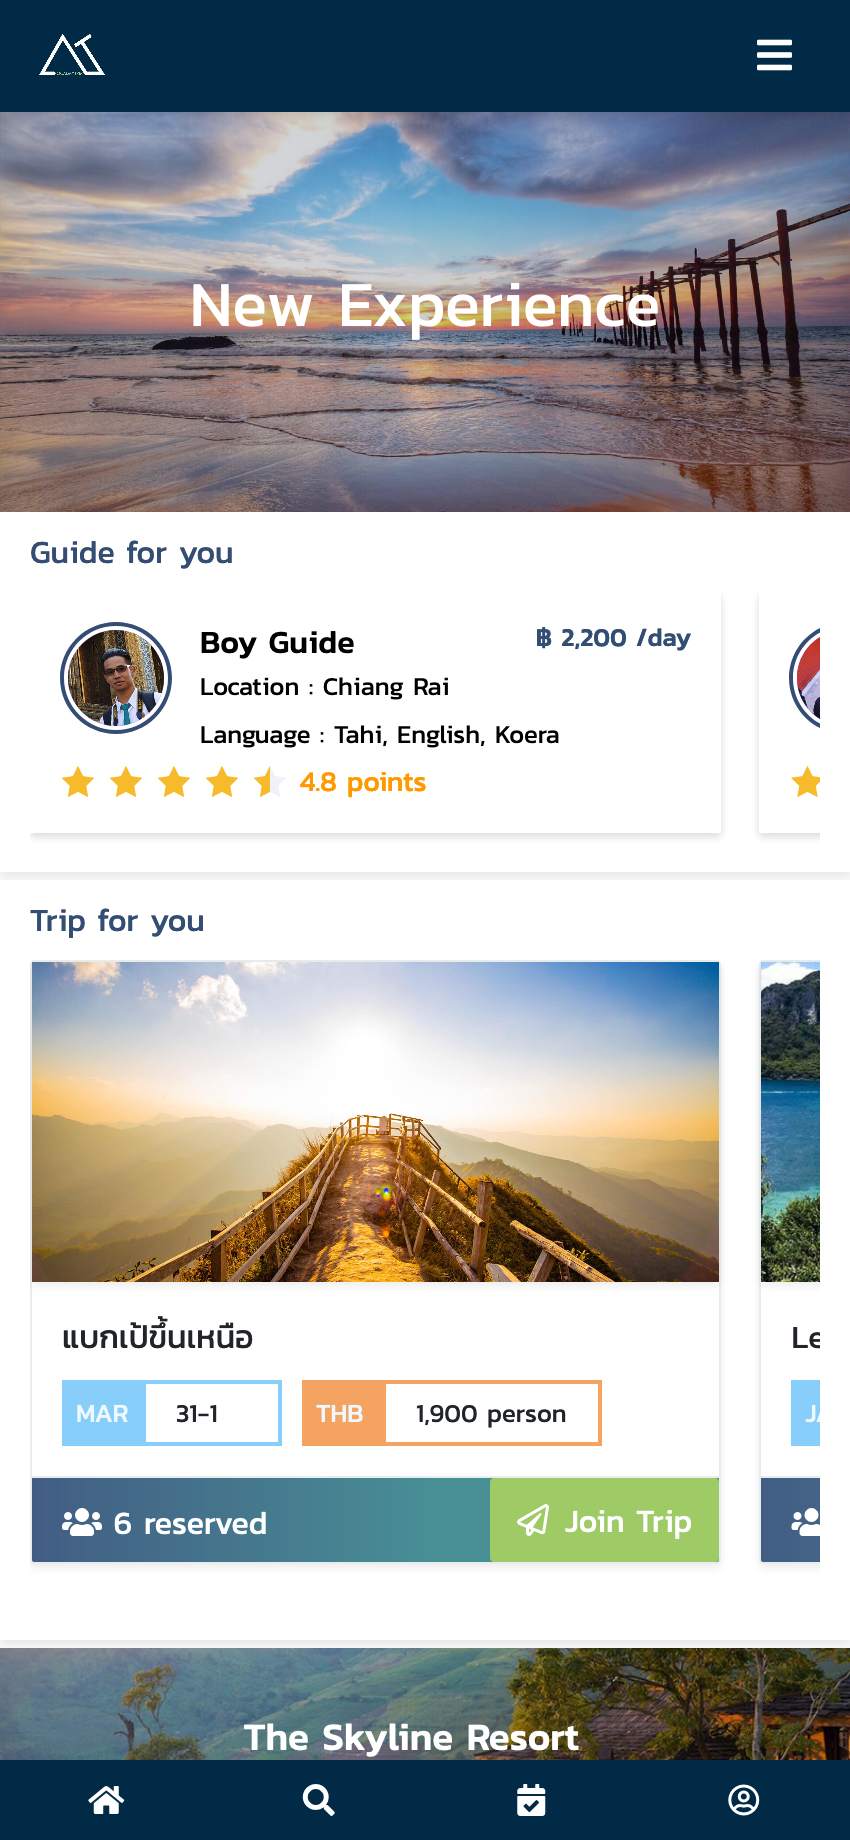 New Experience
Guide for you
Boy Guide
฿ 2,200 /day
Location : Chiang Rai
Language : Tahi, English, Koera
4.8 points
Trip for you
แบกเป้ขึ้นเหนือ
Le
MAR 31-1
THB 1,900 person
6 reserved
Join Trip
The Skyline Resort